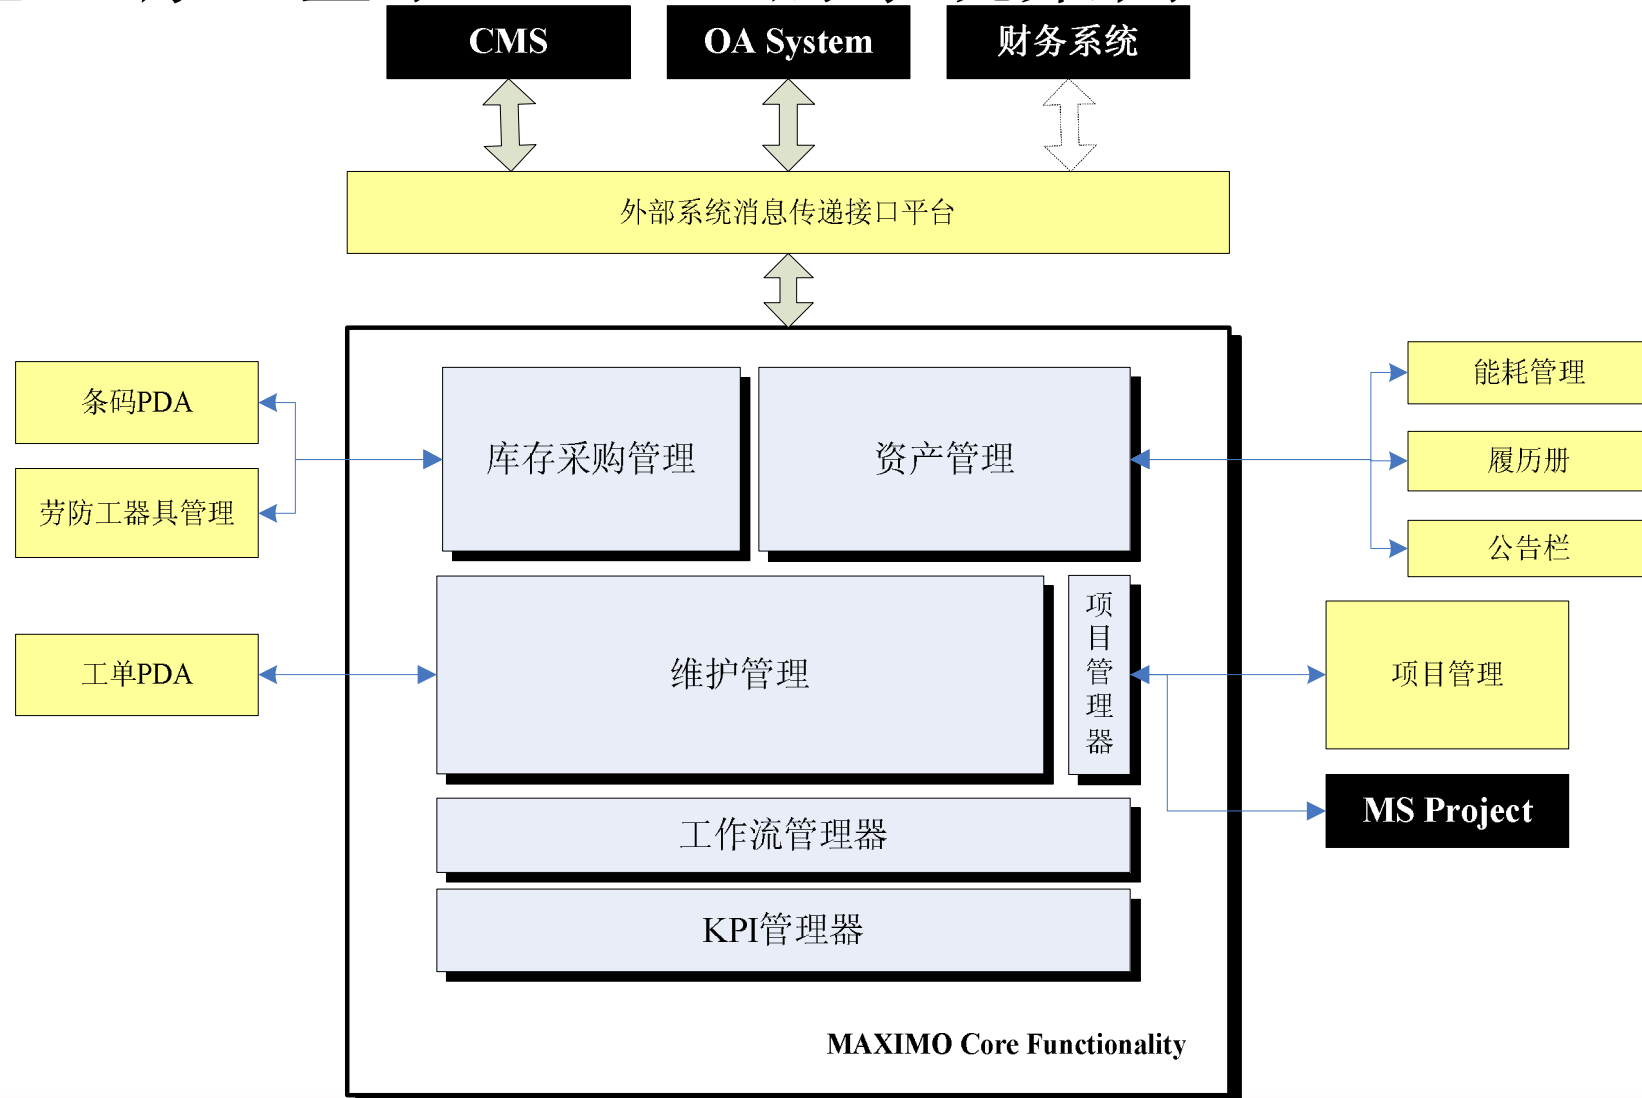 CMS
OA System
财务系统
外部系统消息传递接口平台
条码PDA
劳防工器具管理
工单PDA
库存采购管理
资产管理
维护管理
项目管理器
工作流管理器
KPI管理器
MAXIMO Core Functionality
能耗管理
履历册
公告栏
项目管理
MS Project